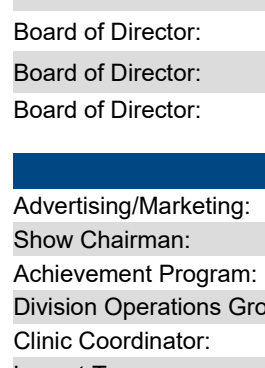 Board of Director:
Board of Director:
Board of Director:
Advertising/Marketing:
Show Chairman:
Achievement Program:
Division Operations Gro
Clinic Coordinator: